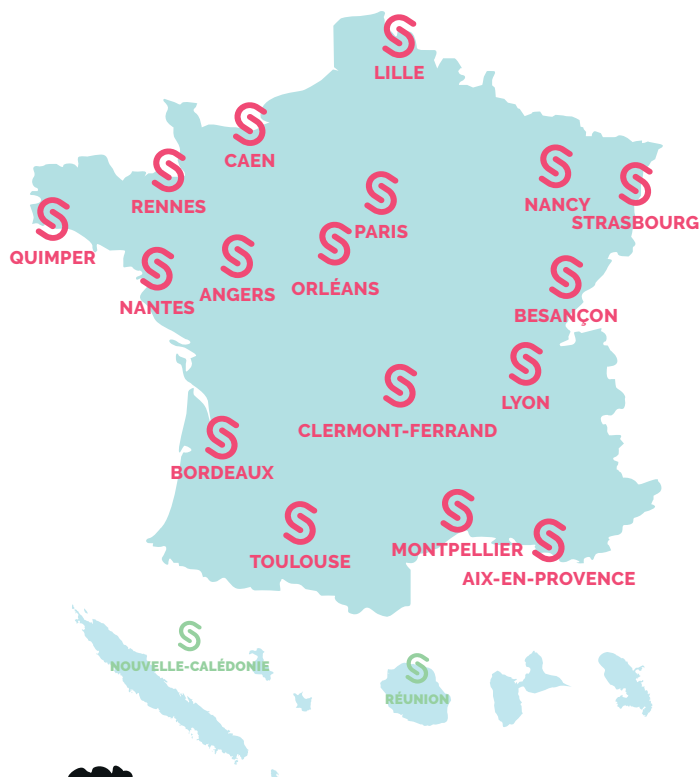 LILLE
CAEN
RENNES
NANCY
STRASBOURG
PARIS
QUIMPER
ORLÉANS
ANGERS
NANTES
BESANÇON
LYON
CLERMONT-FERRAND
BORDEAUX
MONTPELLIER
TOULOUSE
AIX-EN-PROVENCE
NOUVELLE-CALÉDONIE
RÉUNION